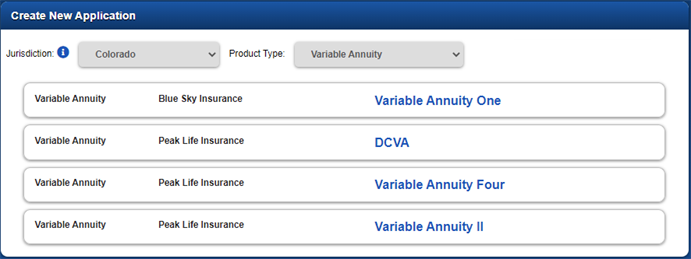 Create New Application
Jurisdiction: i Colorado Product Type: Variable Annuity
Variable Annuity Blue Sky Insurance Variable Annuity One
Variable Annuity Peak Life Insurance DCVA
Variable Annuity Peak Life Insurance Variable Annuity Four
Variable Annuity Peak Life Insurance Variable Annuity II